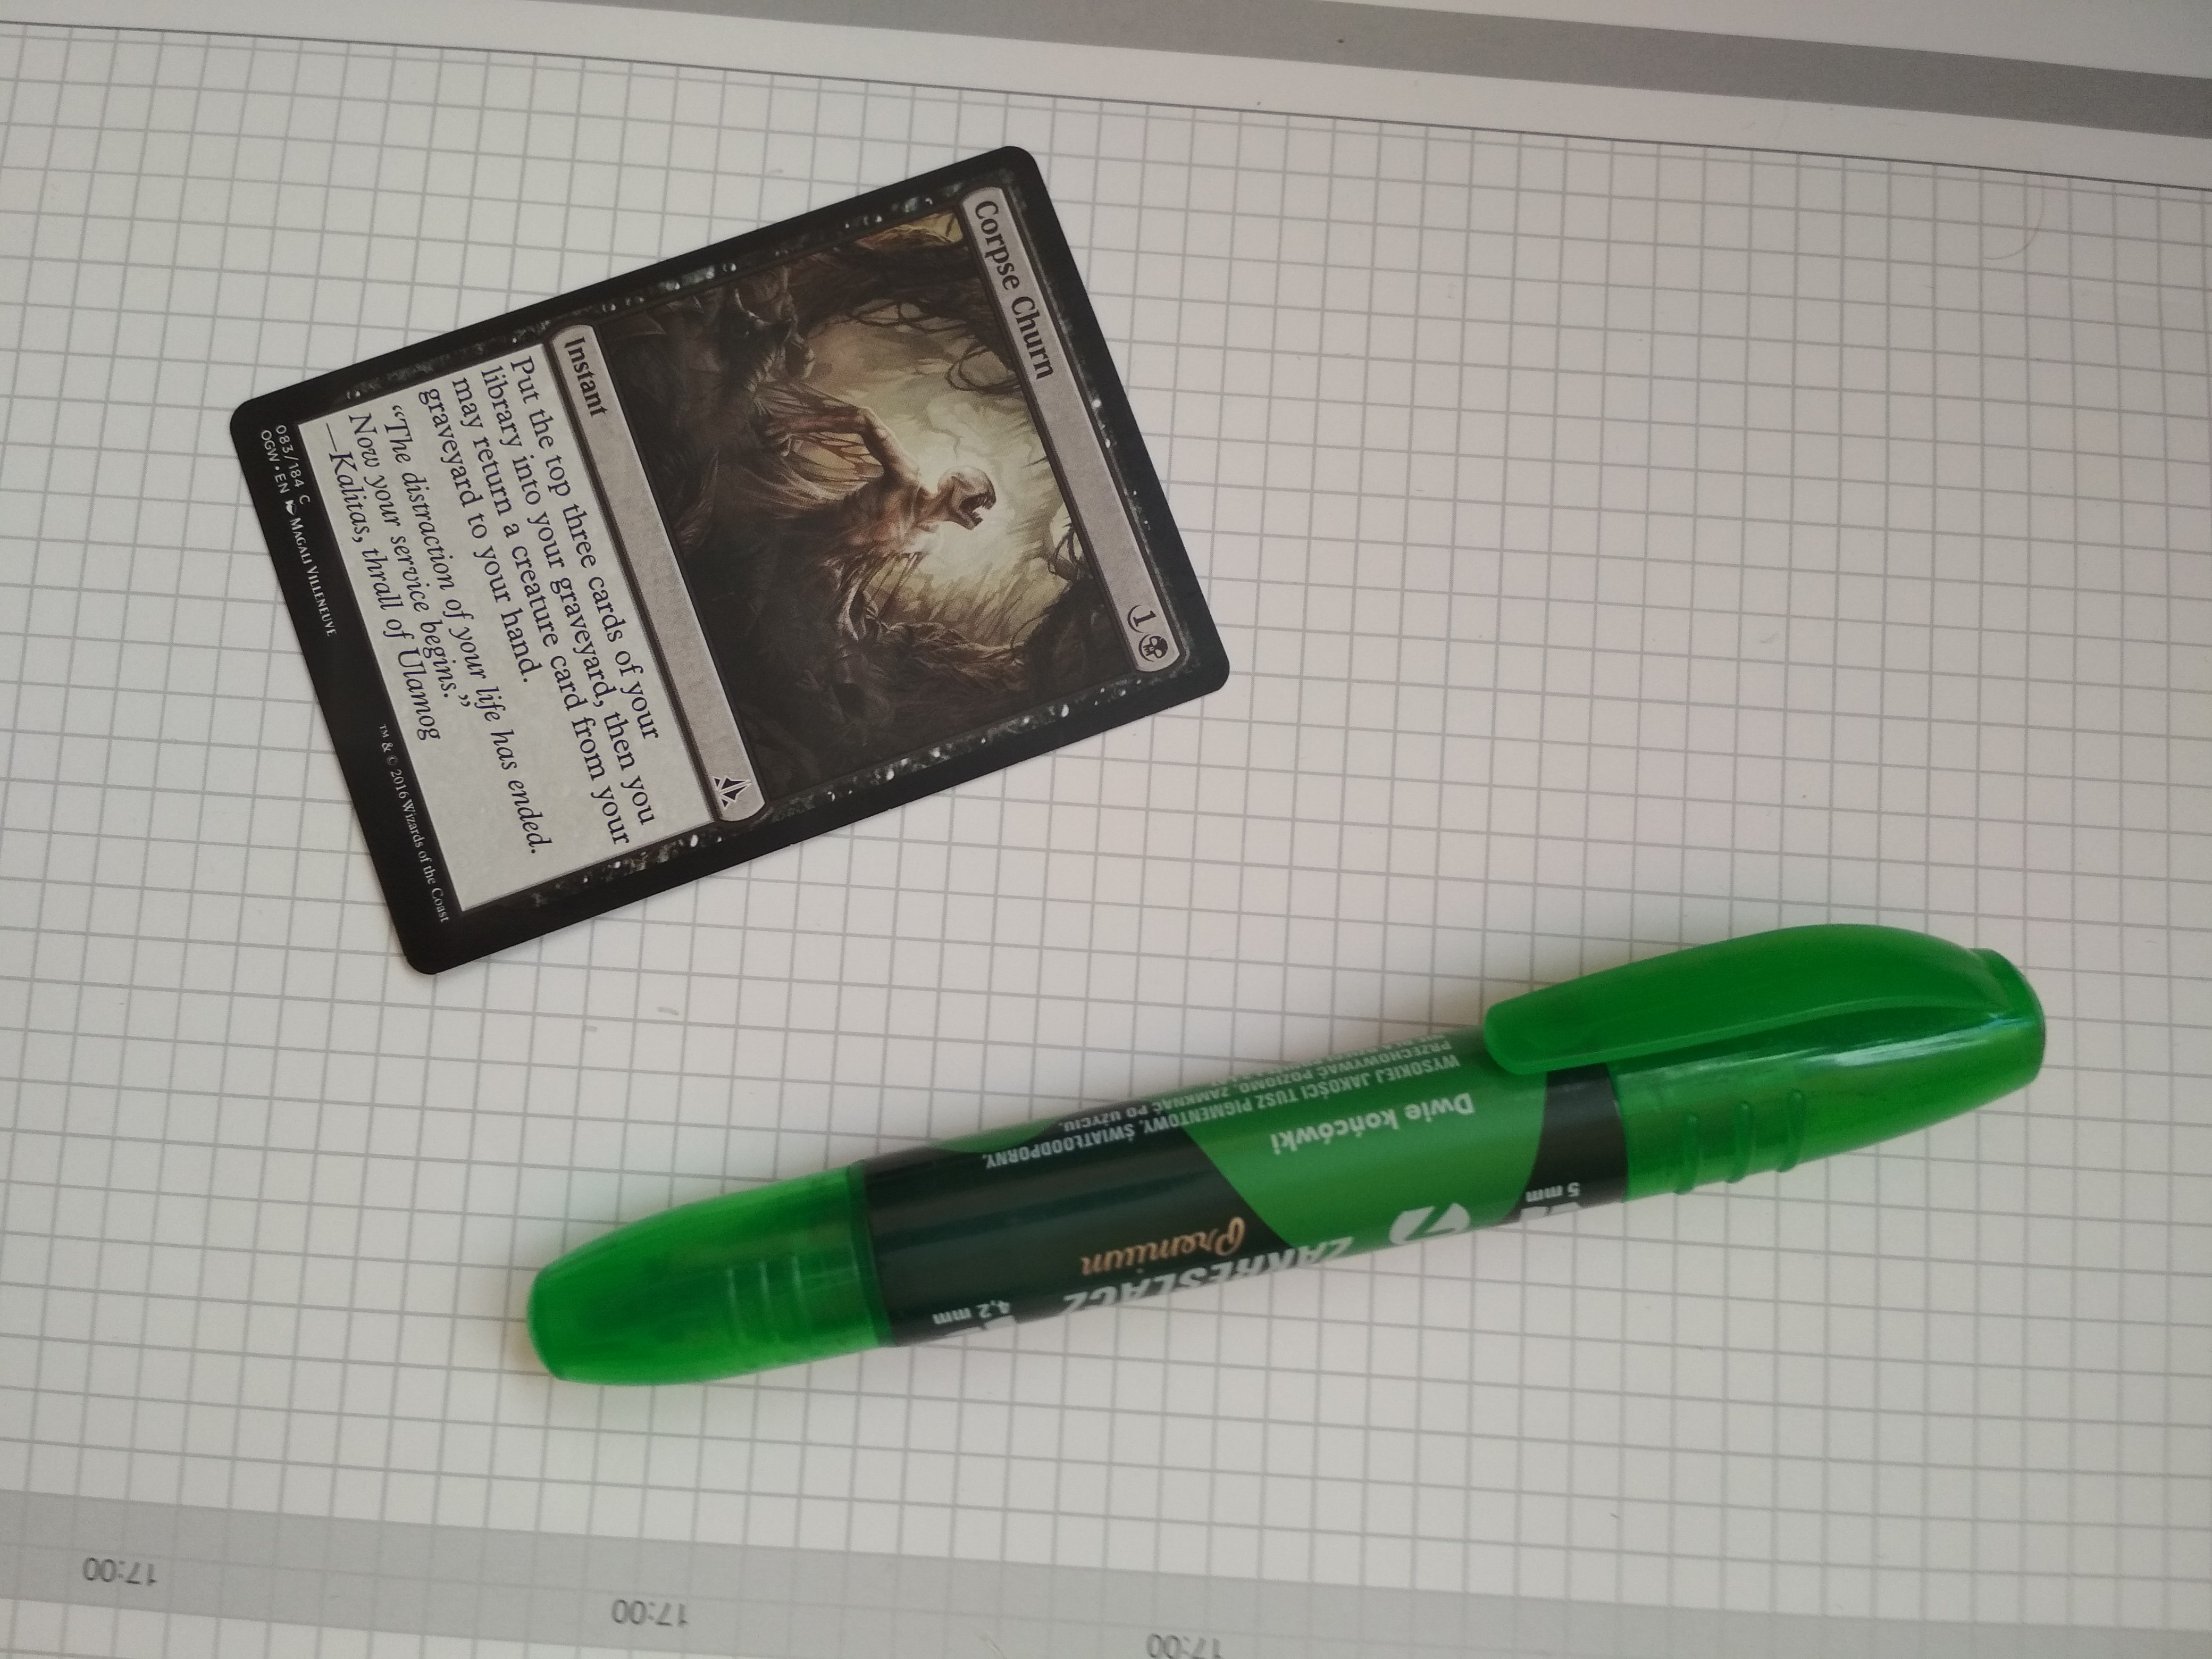 Corpse Churn
1
Instant
Put the top three cards of your
library into your graveyard, then you
may return a creature card from your
graveyard to your hand.
“The distraction of your life has ended.
Now your service begins.”
—Kalitas, thrall of Ulamog
083/184 C
OGW • EN MAGALI VILLENEUVE
™ & © 2016 Wizards of the Coast
4,2 mm
5 mm
ZAKREŚLACZ
Premium
Dwie końcówki
WYSOKIEJ JAKOŚCI TUSZ PIGMENTOWY, ŚWIATŁOODPORNY.
PRZECHOWYWAĆ POZIOMO. ZAMKNĄĆ PO UŻYCIU.
17:00
17:00
17:00